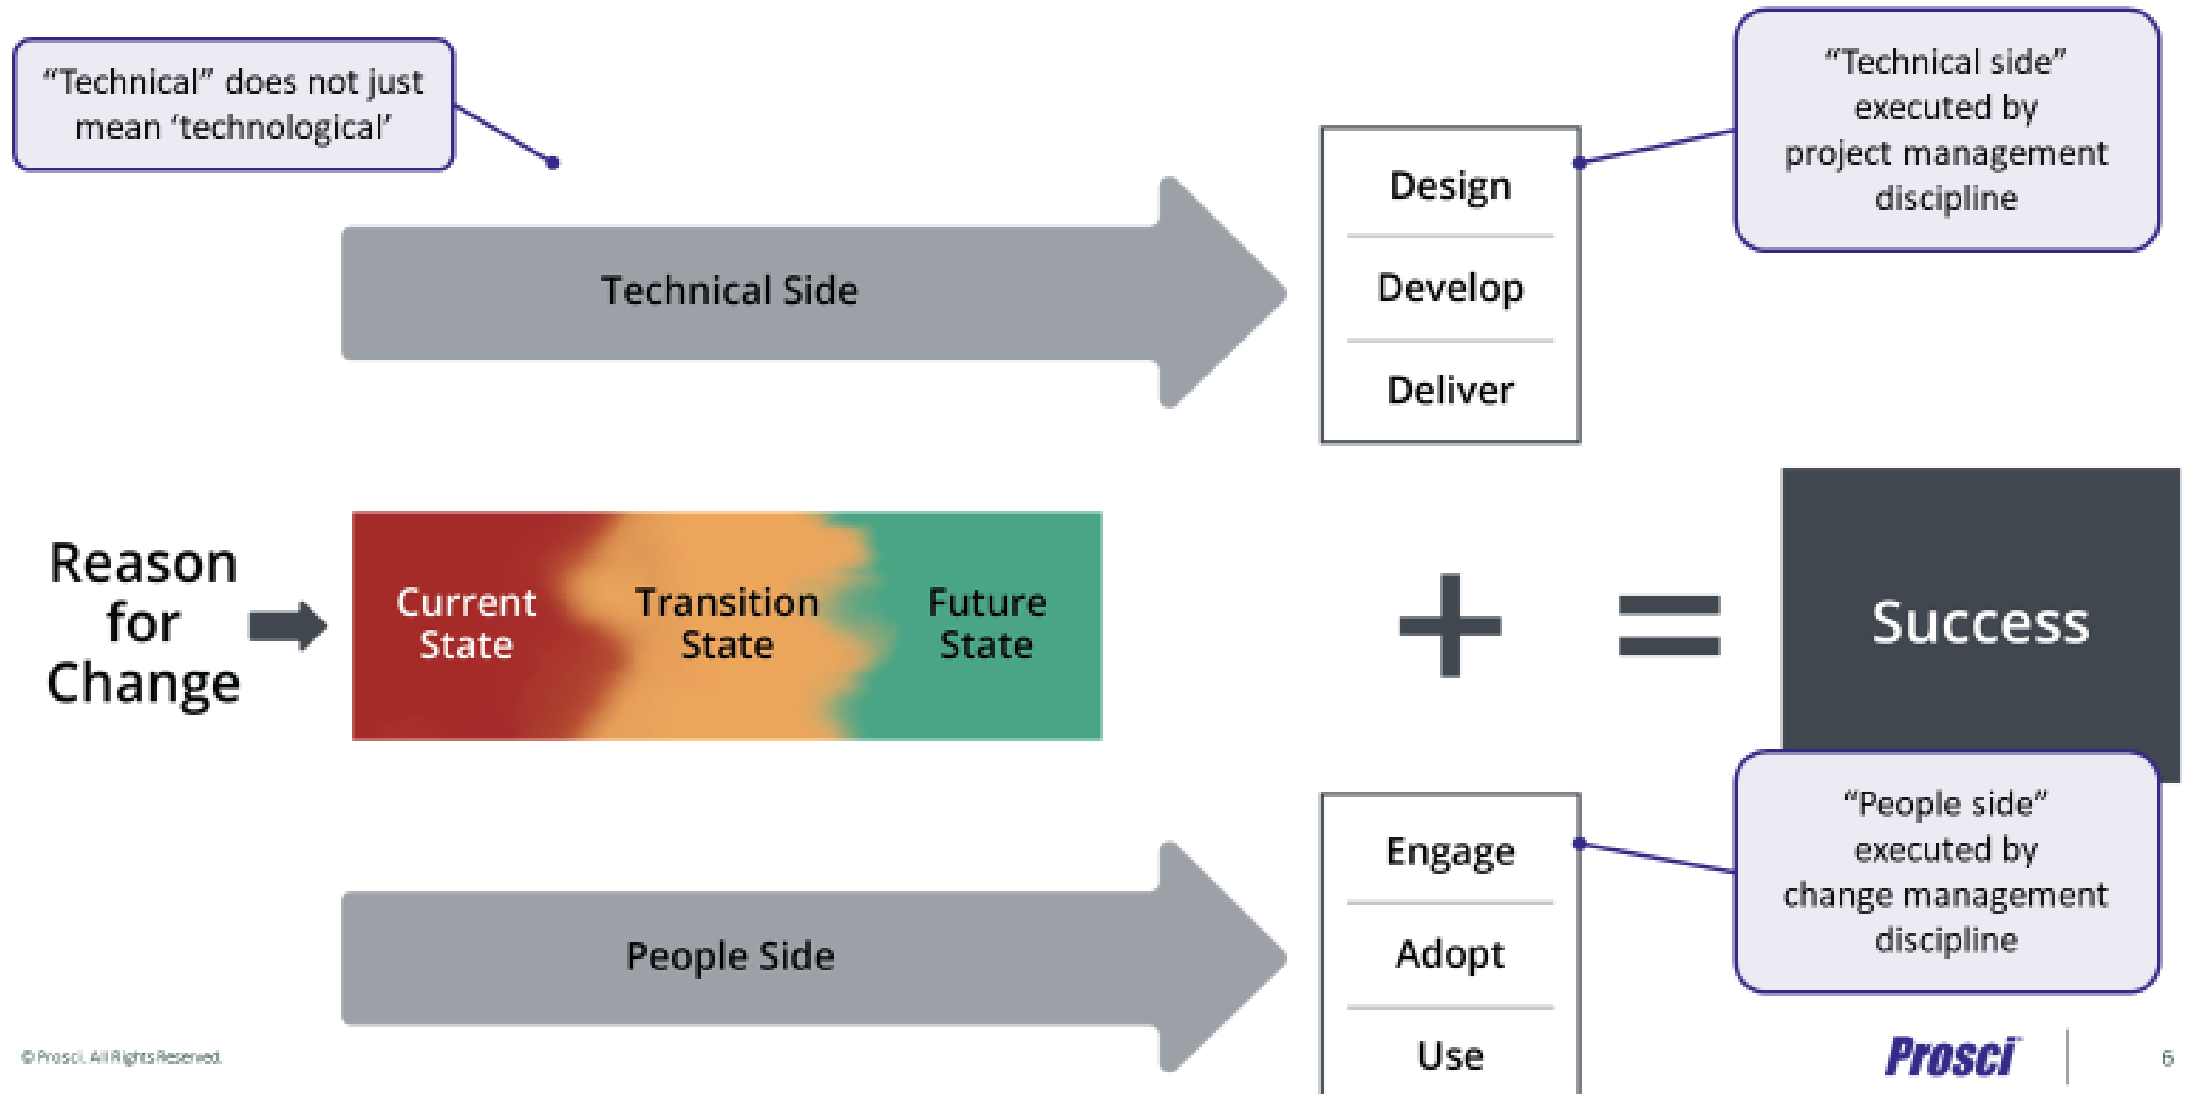 “Technical” does not just
mean ‘technological’
“Technical side”
executed by
project management
discipline
Design
Develop
Deliver
Technical Side
Reason
for
Change
Current
State
Transition
State
Future
State
+
=
Success
People Side
Engage
Adopt
Use
“People side”
executed by
change management
discipline
© Prosci. All Rights Reserved.
Prosci
6